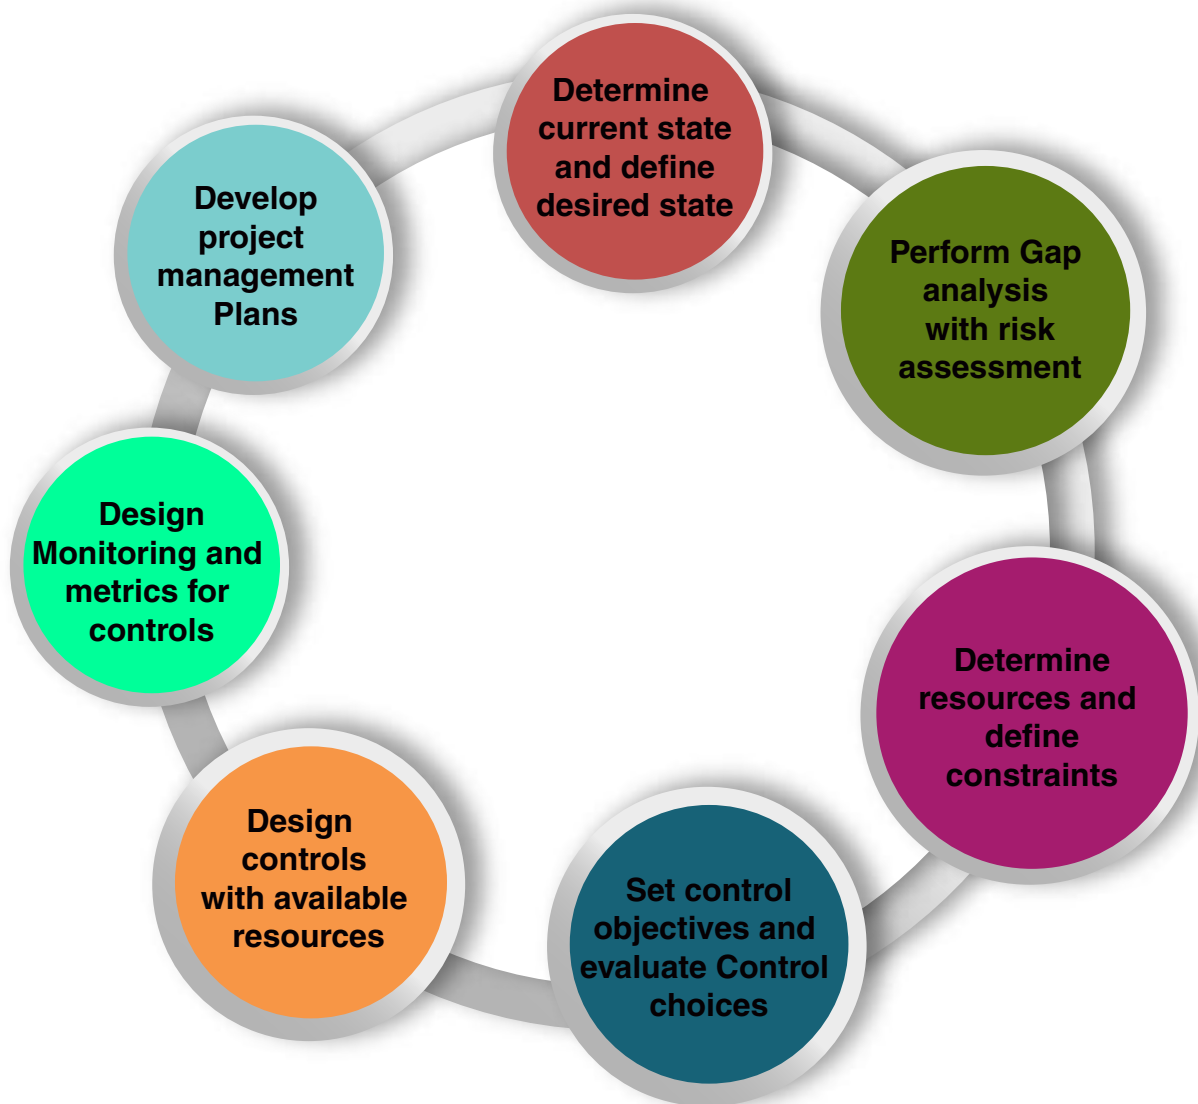 Determine
current state
and define
desired state
Perform Gap
analysis
with risk
assessment
Determine
resources and
define
constraints
Set control
objectives and
evaluate Control
choices
Design
controls
with available
resources
Design
Monitoring and
metrics for
controls
Develop
project
management
Plans